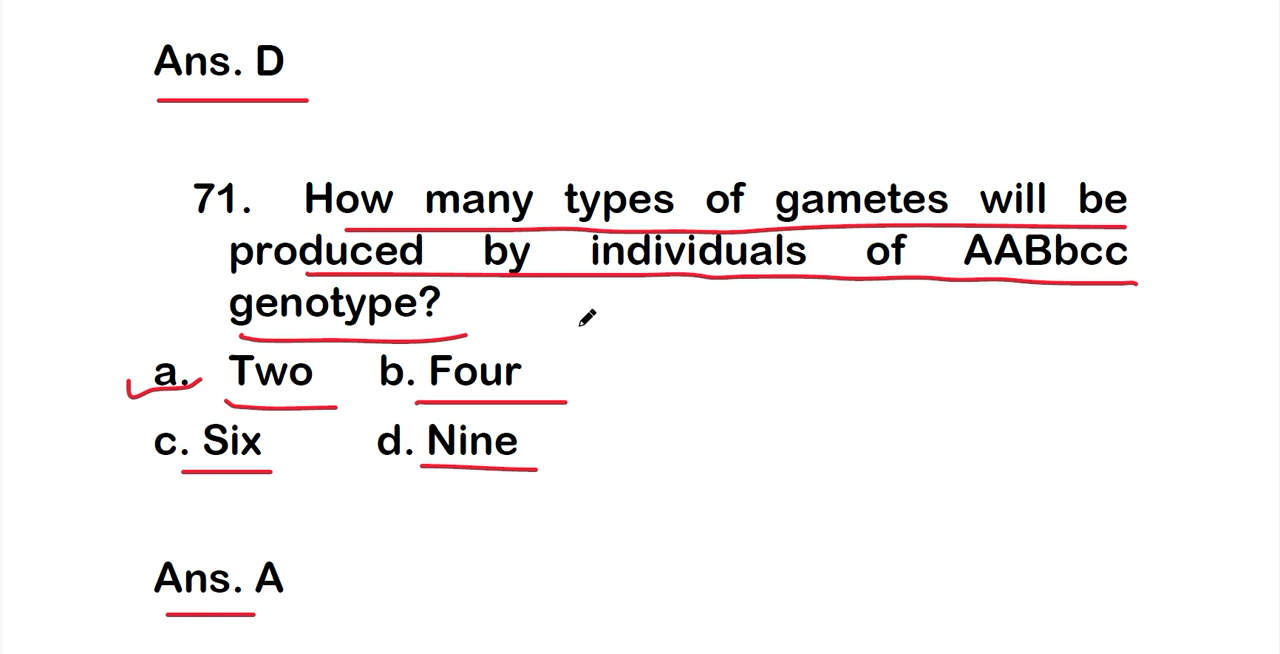 Ans. D
71. How many types of gametes will be
produced by individuals of AABbcc
genotype?
a. Two b. Four
c. Six d. Nine
Ans. A